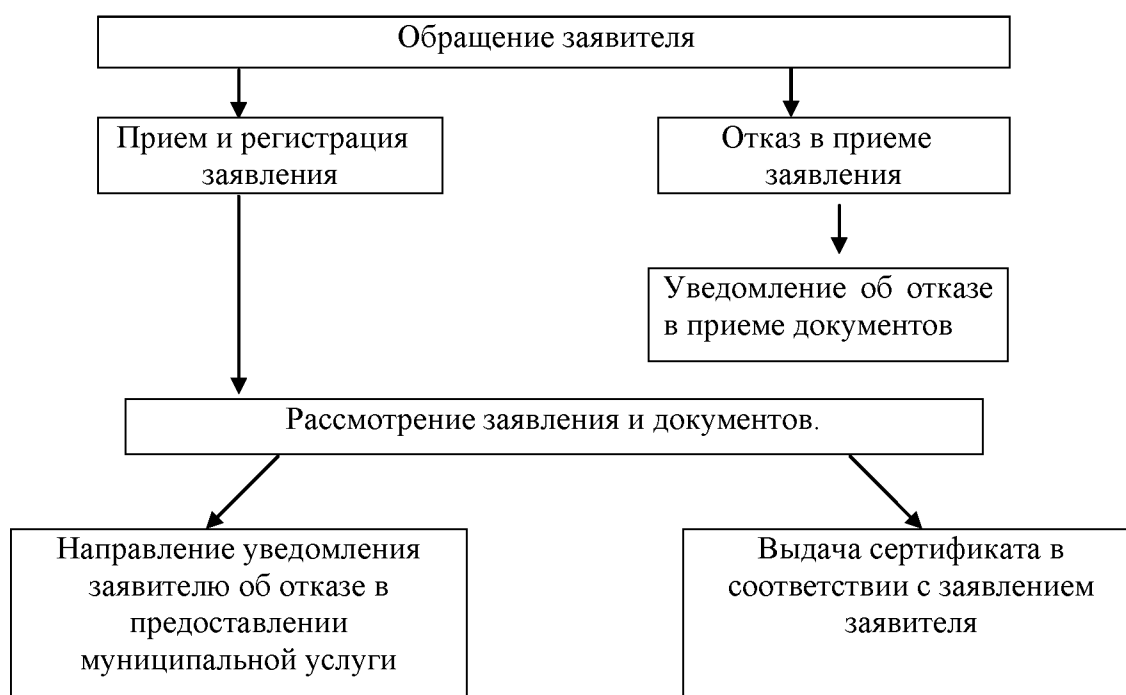 Обращение заявителя
Прием и регистрация
заявления
Отказ в приеме
заявления
Уведомление об отказе
в приеме документов
Рассмотрение заявления и документов.
Направление уведомления
заявителю об отказе в
предоставлении
муниципальной услуги
Выдача сертификата в
соответствии с заявлением
заявителя